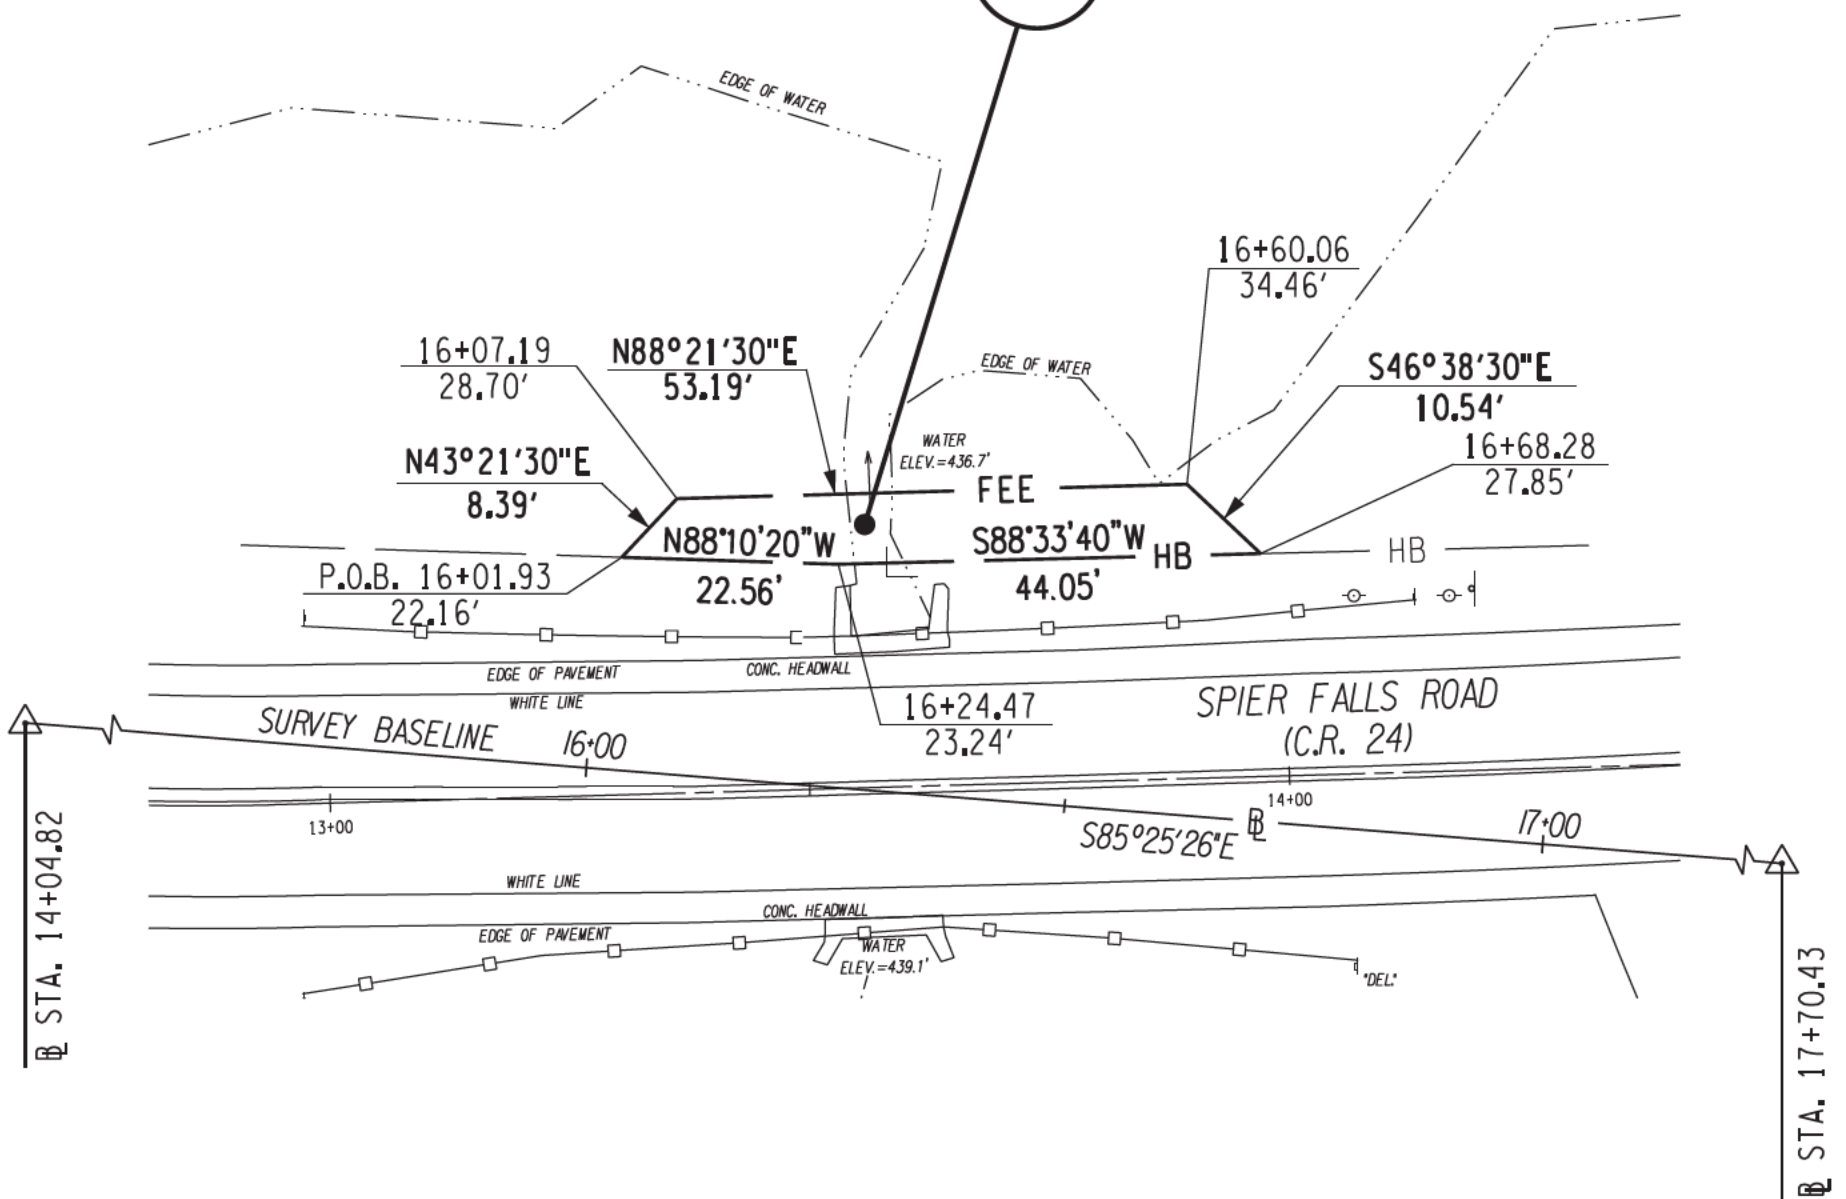 EDGE OF WATER
16+60.06
34.46'
16+07.19
28.70'
N88°21'30"E
53.19'
EDGE OF WATER
S46°38'30"E
10.54'
WATER
ELEV.=436.7'
16+68.28
27.85'
N43°21'30"E
8.39'
FEE
N88°10'20"W
22.56'
S88°33'40"W
44.05'
HB
HB
P.O.B. 16+01.93
22.16'
EDGE OF PAVEMENT
CONC. HEADWALL
WHITE LINE
16+24.47
23.24'
SPIER FALLS ROAD
(C.R. 24)
SURVEY BASELINE
16+00
13+00
14+00
BL
17+00
S85°25'26"E
BL STA. 14+04.82
WHITE LINE
CONC. HEADWALL
EDGE OF PAVEMENT
WATER
ELEV.=439.1'
"DEL"
BL STA. 17+70.43